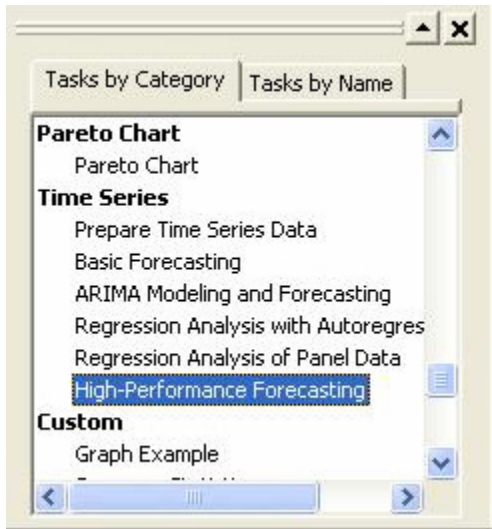 Tasks by Category Tasks by Name
Pareto Chart
Pareto Chart
Time Series
Prepare Time Series Data
Basic Forecasting
ARIMA Modeling and Forecasting
Regression Analysis with Autoregres
Regression Analysis of Panel Data
High-Performance Forecasting
Custom
Graph Example